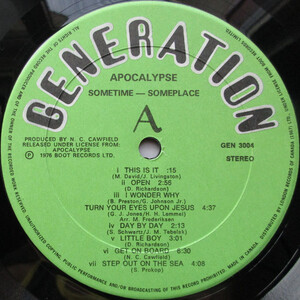 GENERATION
APOCALYPSE
SOMETIME — SOMEPLACE
A
PRODUCED BY N. C. CAWFIELD
RELEASED UNDER LICENSE FROM:
APOCALYPSE
℗ 1976 BOOT RECORDS LTD.
GEN 3004
STEREO
i THIS IS IT :15
(M. David/J. Livingston)
ii OPEN 2:56
(D. Richardson)
iii I WONDER WHY
(B. Preston/G. Johnson Jr.)
TURN YOUR EYES UPON JESUS 4:37
(G. J. Jones/H. H. Lemmel)
Arr. M. Frederiksen
iv DAY BY DAY 2:13
(S. Schwartz/J. M. Tebelak)
v LITTLE BOY 3:01
(D. Richardson)
vi GET ON BOARD :30
(N. C. Cawfield)
vii STEP OUT ON THE SEA 4:08
(S. Prokop)